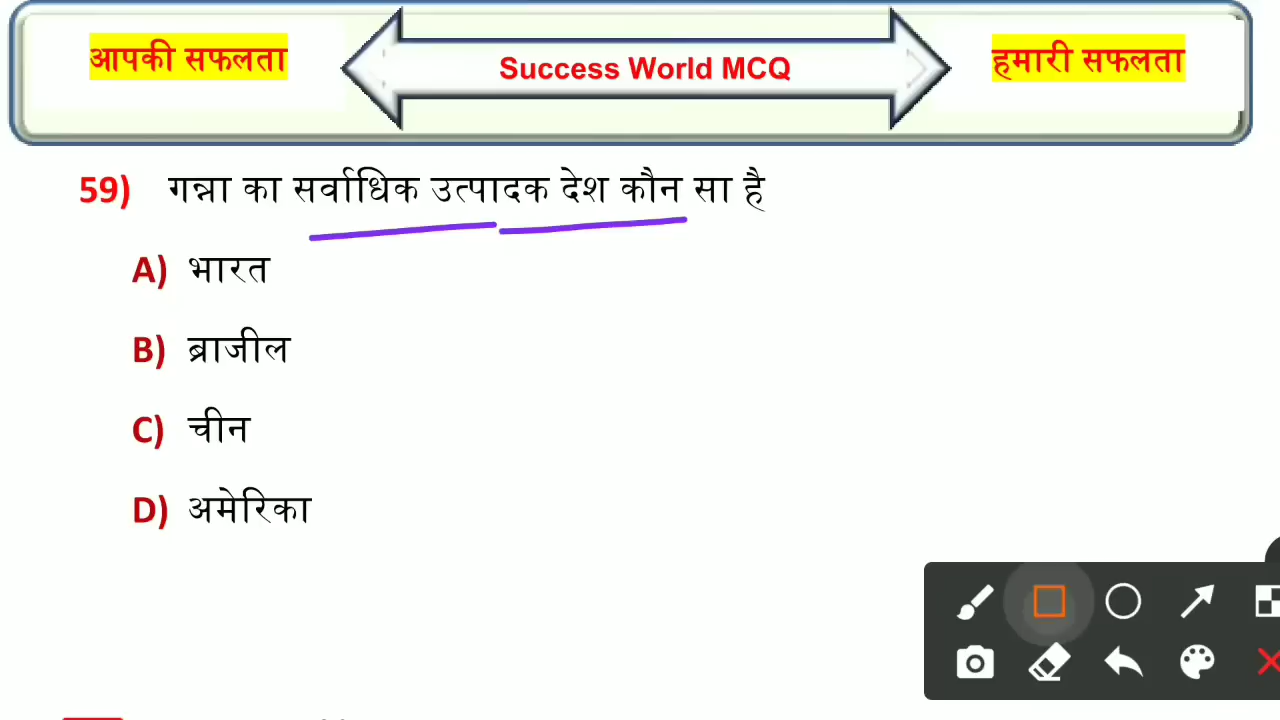 आपकी सफलता
Success World MCQ
हमारी सफलता
59) गन्ना का सर्वाधिक उत्पादक देश कौन सा है
A) भारत
B) ब्राजील
C) चीन
D) अमेरिका